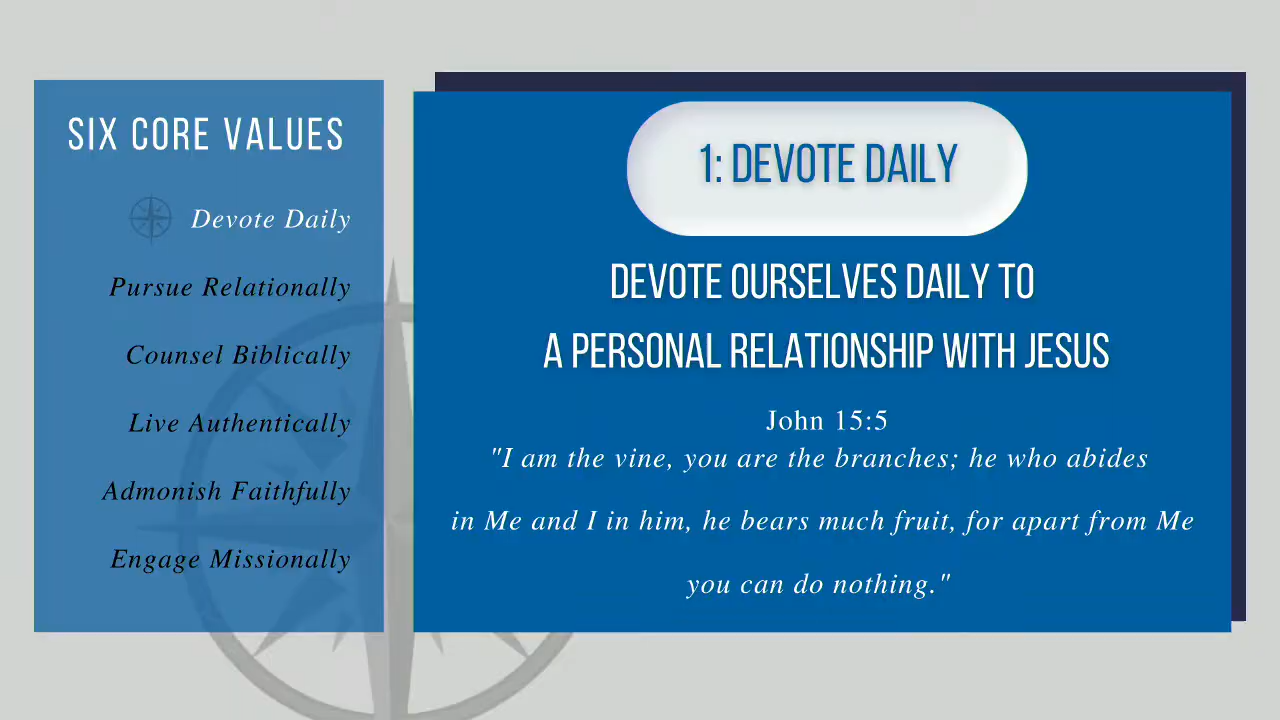 SIX CORE VALUES
Devote Daily
Pursue Relationally
Counsel Biblically
Live Authentically
Admonish Faithfully
Engage Missionally
1: DEVOTE DAILY
DEVOTE OURSELVES DAILY TO
A PERSONAL RELATIONSHIP WITH JESUS
John 15:5
"I am the vine, you are the branches; he who abides
in Me and I in him, he bears much fruit, for apart from Me
you can do nothing."